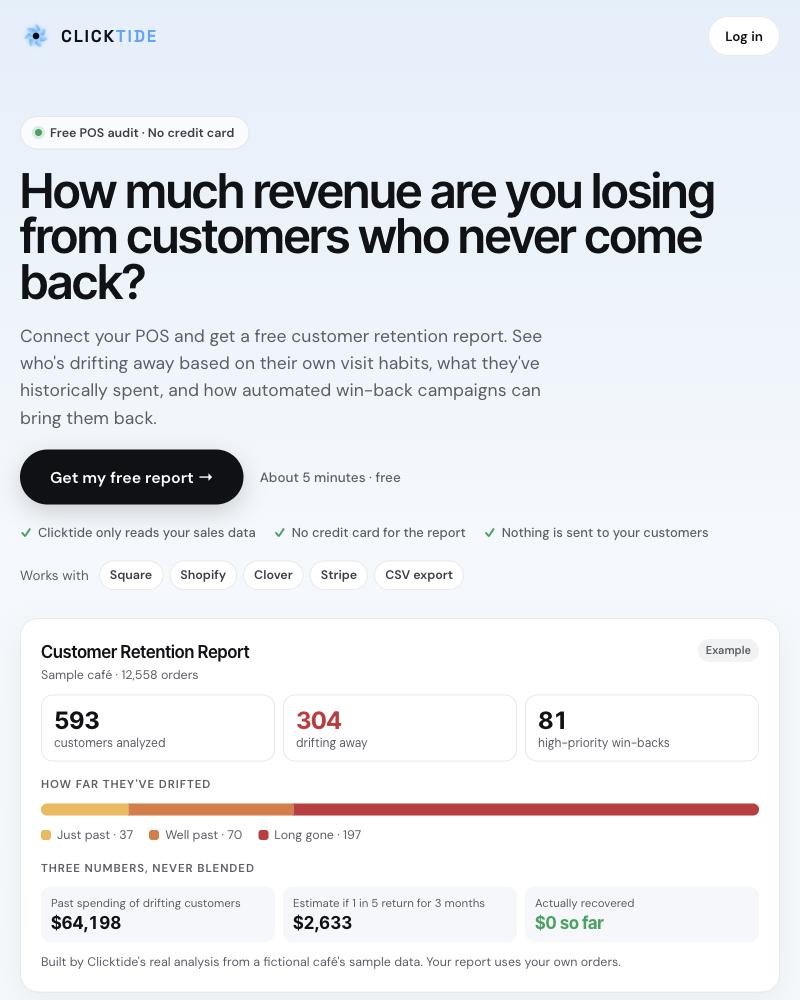 CLICKTIDE
Log in
Free POS audit · No credit card
How much revenue are you losing
from customers who never come
back?
Connect your POS and get a free customer retention report. See
who's drifting away based on their own visit habits, what they've
historically spent, and how automated win-back campaigns can
bring them back.
Get my free report →
About 5 minutes · free
Clicktide only reads your sales data
No credit card for the report
Nothing is sent to your customers
Works with
Square
Shopify
Clover
Stripe
CSV export
Customer Retention Report
Example
Sample café · 12,558 orders
593
customers analyzed
304
drifting away
81
high-priority win-backs
HOW FAR THEY'VE DRIFTED
Just past · 37
Well past · 70
Long gone · 197
THREE NUMBERS, NEVER BLENDED
Past spending of drifting customers
$64,198
Estimate if 1 in 5 return for 3 months
$2,633
Actually recovered
$0 so far
Built by Clicktide's real analysis from a fictional café's sample data. Your report uses your own orders.